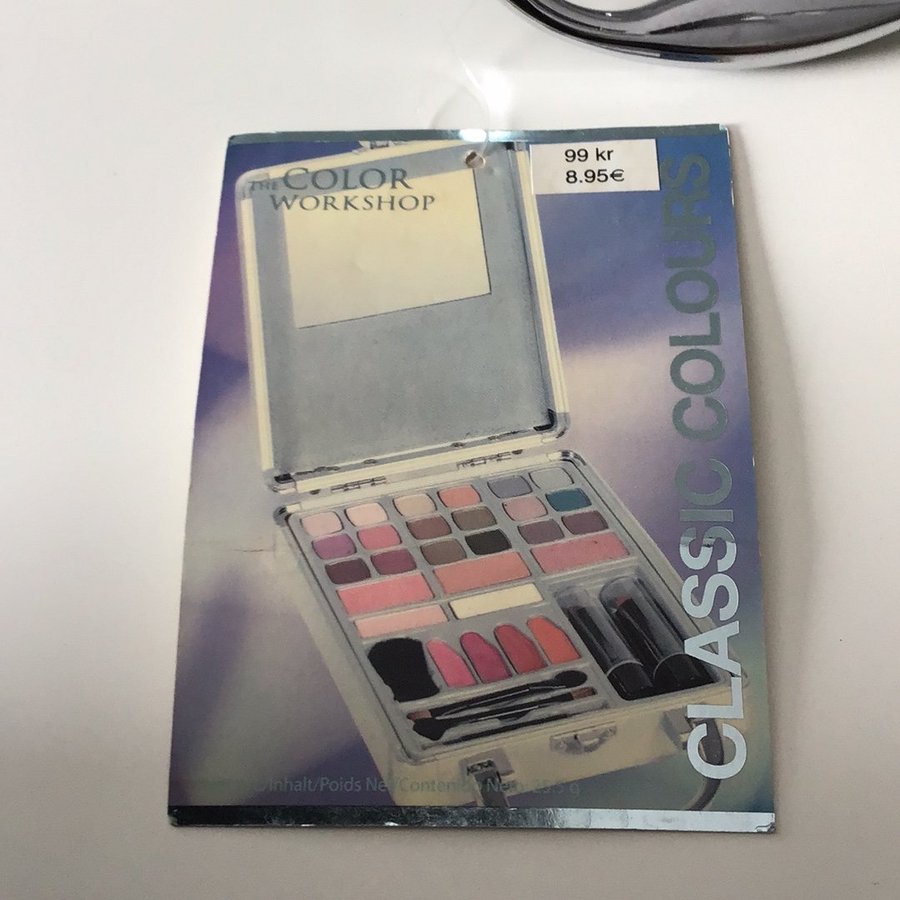 THE COLOR
WORKSHOP
99 kr
8.95€
CLASSIC COLOURS
Inhalt/Poids Net/Contenido Neto
g